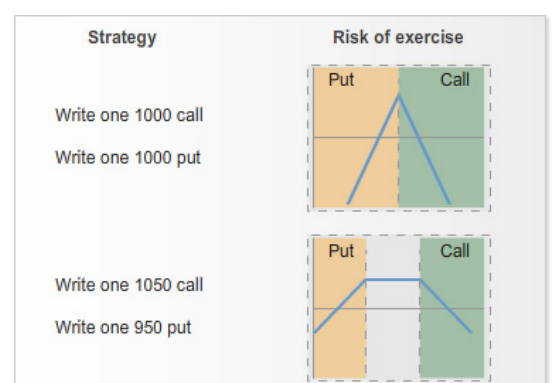 Strategy Risk of exercise
Put Call
Write one 1000 call
Write one 1000 put
Put Call
Write one 1050 call
Write one 950 put